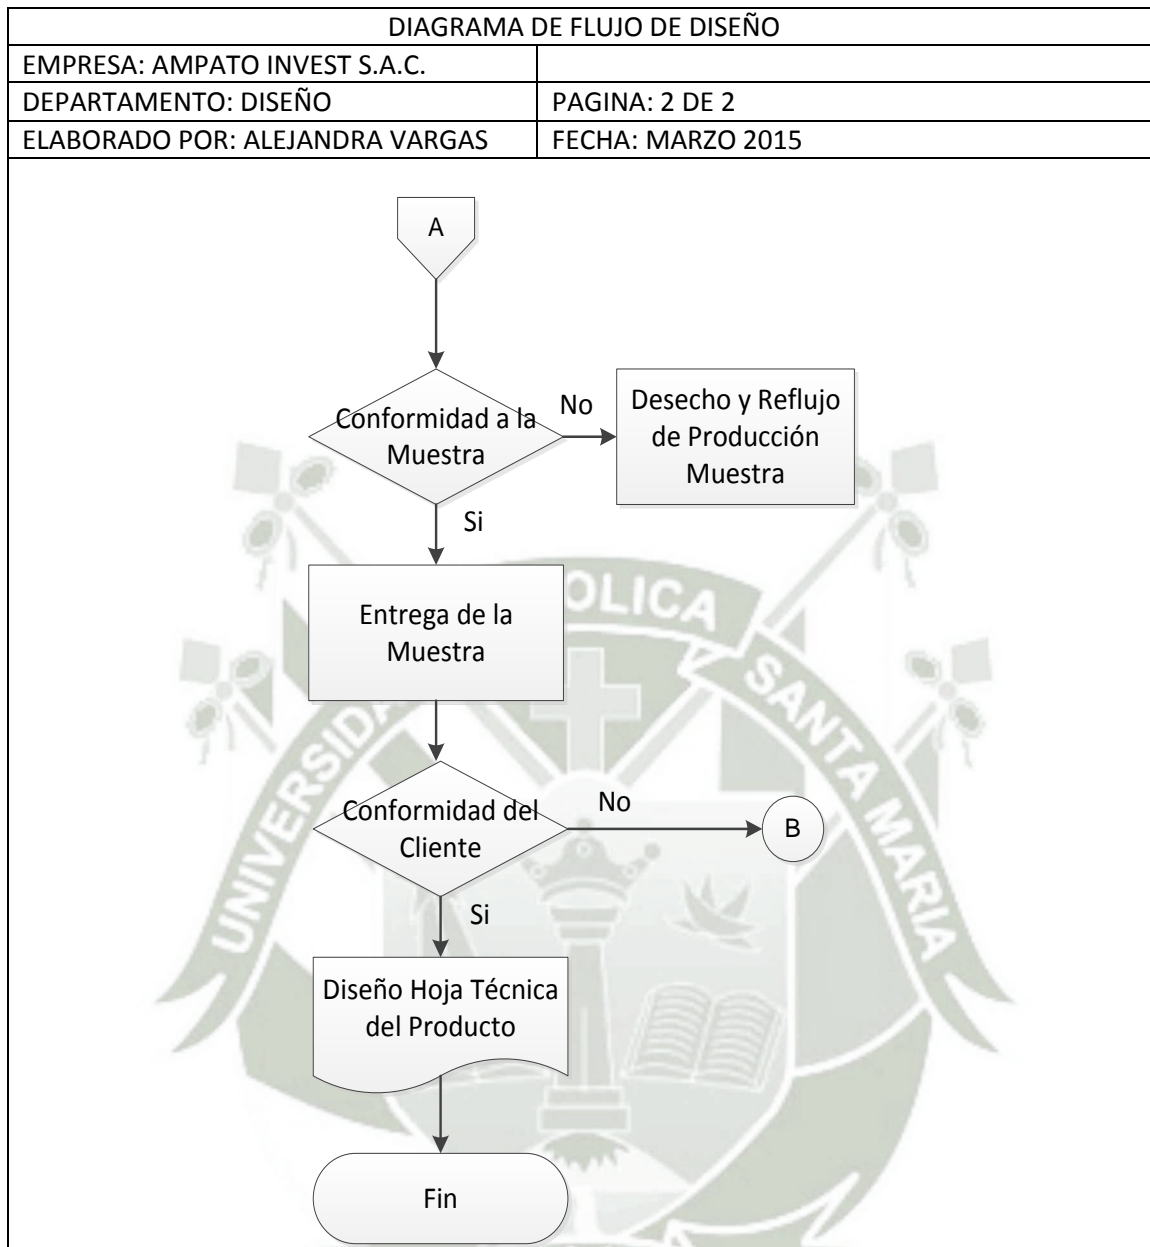 DIAGRAMA DE FLUJO DE DISEÑO
EMPRESA: AMPATO INVEST S.A.C.
DEPARTAMENTO: DISEÑO
PAGINA: 2 DE 2
ELABORADO POR: ALEJANDRA VARGAS
FECHA: MARZO 2015
A
Conformidad a la
Muestra
No
Desecho y Reflujo
de Producción
Muestra
Si
Entrega de la
Muestra
Conformidad del
Cliente
No
B
Si
Diseño Hoja Técnica
del Producto
Fin
SANTA MARIA